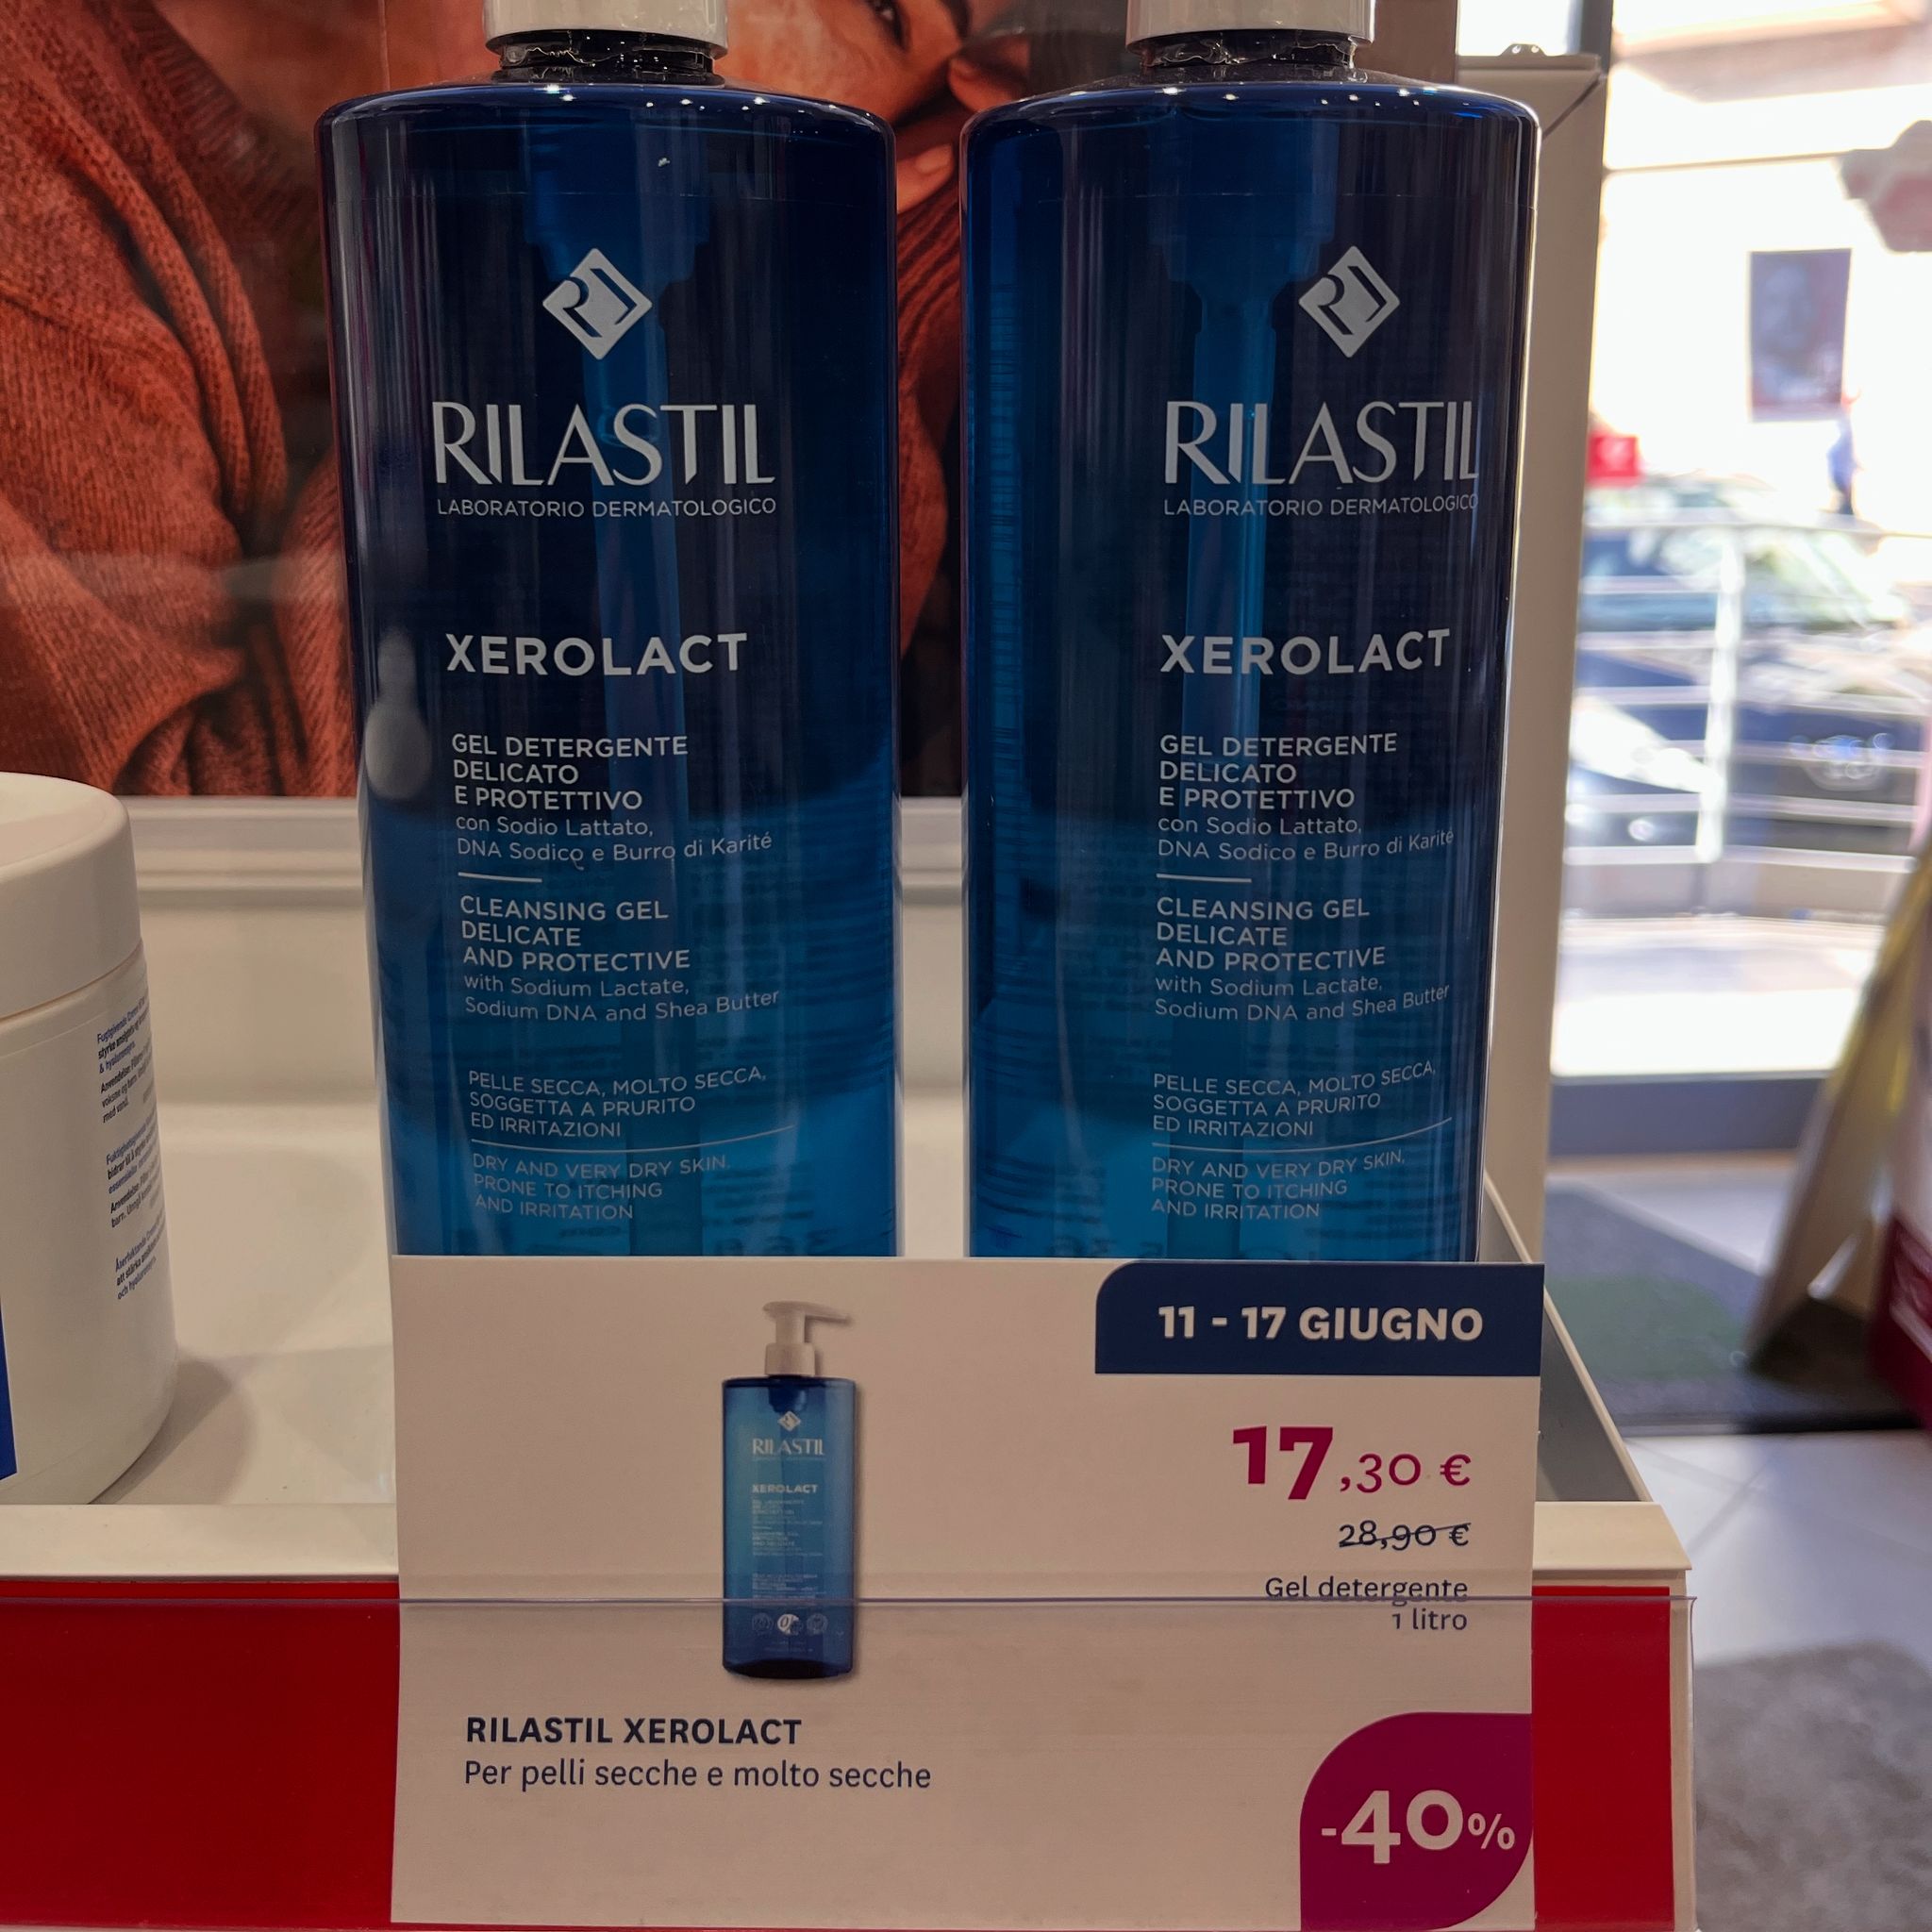 RILASTIL
LABORATORIO DERMATOLOGICO
XEROLACT
GEL DETERGENTE
DELICATO
E PROTETTIVO
con Sodio Lattato,
DNA Sodico e Burro di Karité
CLEANSING GEL
DELICATE
AND PROTECTIVE
with Sodium Lactate,
Sodium DNA and Shea Butter
PELLE SECCA, MOLTO SECCA,
SOGGETTA A PRURITO
ED IRRITAZIONI
DRY AND VERY DRY SKIN,
PRONE TO ITCHING
AND IRRITATION
RILASTIL
LABORATORIO DERMATOLOGICO
XEROLACT
GEL DETERGENTE
DELICATO
E PROTETTIVO
con Sodio Lattato,
DNA Sodico e Burro di Karité
CLEANSING GEL
DELICATE
AND PROTECTIVE
with Sodium Lactate,
Sodium DNA and Shea Butter
PELLE SECCA, MOLTO SECCA,
SOGGETTA A PRURITO
ED IRRITAZIONI
DRY AND VERY DRY SKIN,
PRONE TO ITCHING
AND IRRITATION
11 - 17 GIUGNO
RILASTIL
XEROLACT
17,30 €
28,90 €
Gel detergente
1 litro
RILASTIL XEROLACT
Per pelli secche e molto secche
-40%